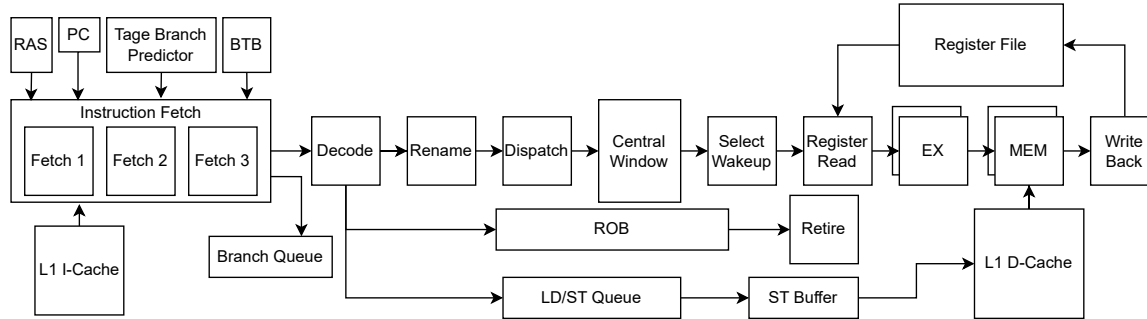 RAS
PC
Tage Branch
Predictor
BTB
Register File
Instruction Fetch
Fetch 1
Fetch 2
Fetch 3
Decode
Rename
Dispatch
Central
Window
Select
Wakeup
Register
Read
EX
MEM
Write
Back
L1 I-Cache
Branch Queue
ROB
Retire
L1 D-Cache
LD/ST Queue
ST Buffer